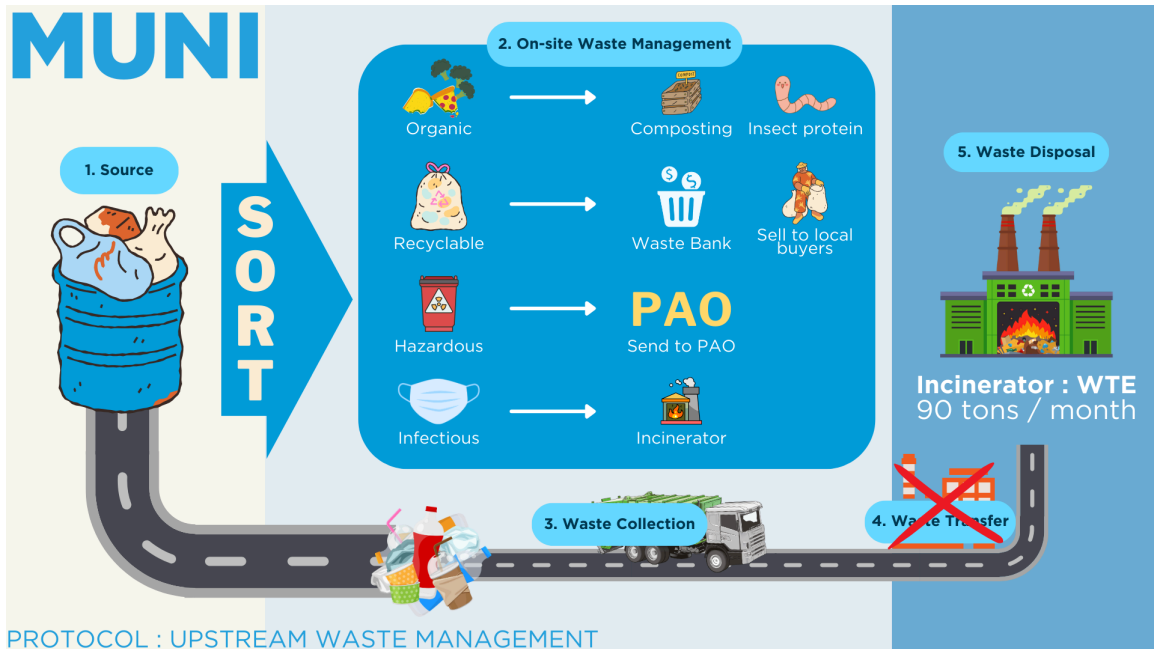 MUNI
1. Source
SORT
2. On-site Waste Management
Organic
COMPOST
Composting
Insect protein
Recyclable
Waste Bank
Sell to local
buyers
Hazardous
PAO
Send to PAO
Infectious
Incinerator
3. Waste Collection
4. Waste Transfer
5. Waste Disposal
Incinerator : WTE
90 tons / month
PROTOCOL : UPSTREAM WASTE MANAGEMENT